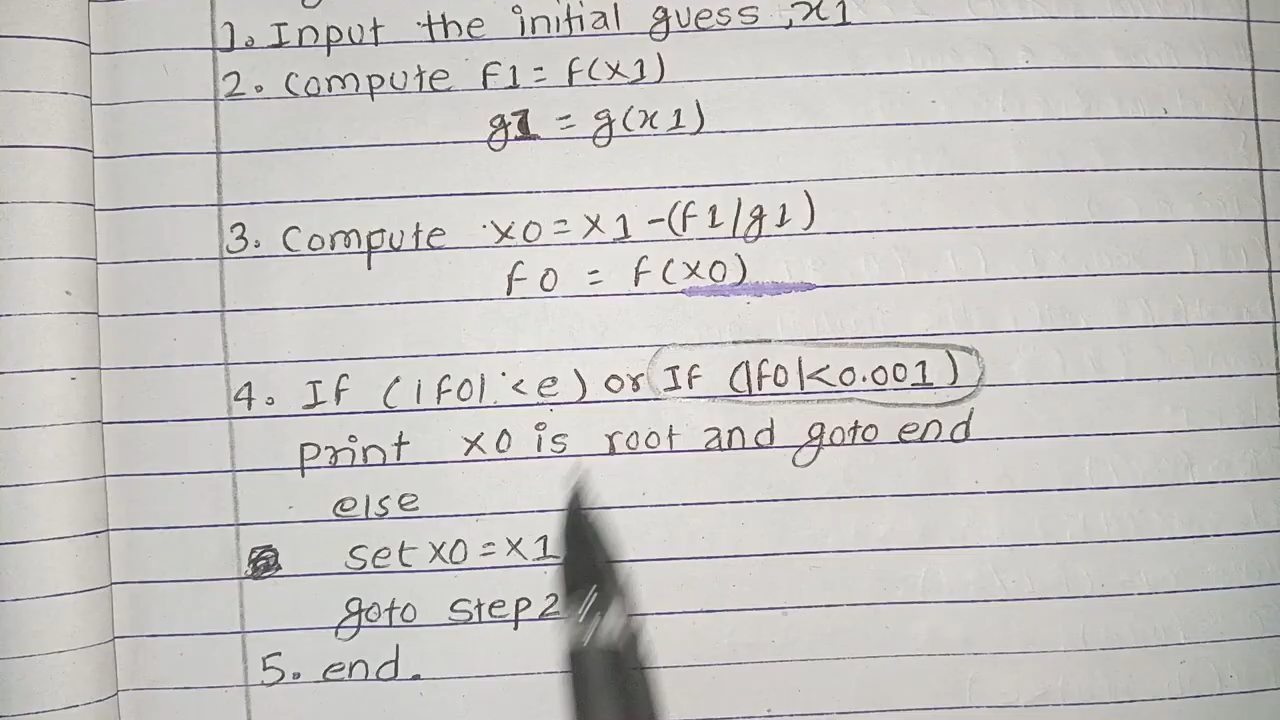 1. Input the initial guess, x1
2. Compute F1 = f(x1)
g1 = g(x1)
3. Compute x0 = x1 - (f1/g1)
f0 = f(x0)
4. If (|f0| < e) or If (|f0| < 0.001)
print x0 is root and goto end
else
set x0 = x1
goto step 2
5. end.